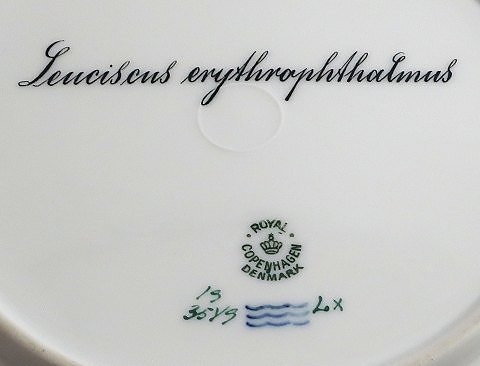 Leuciscus erythrophthalmus
ROYAL
COPENHAGEN
DENMARK
19
3549 Lx